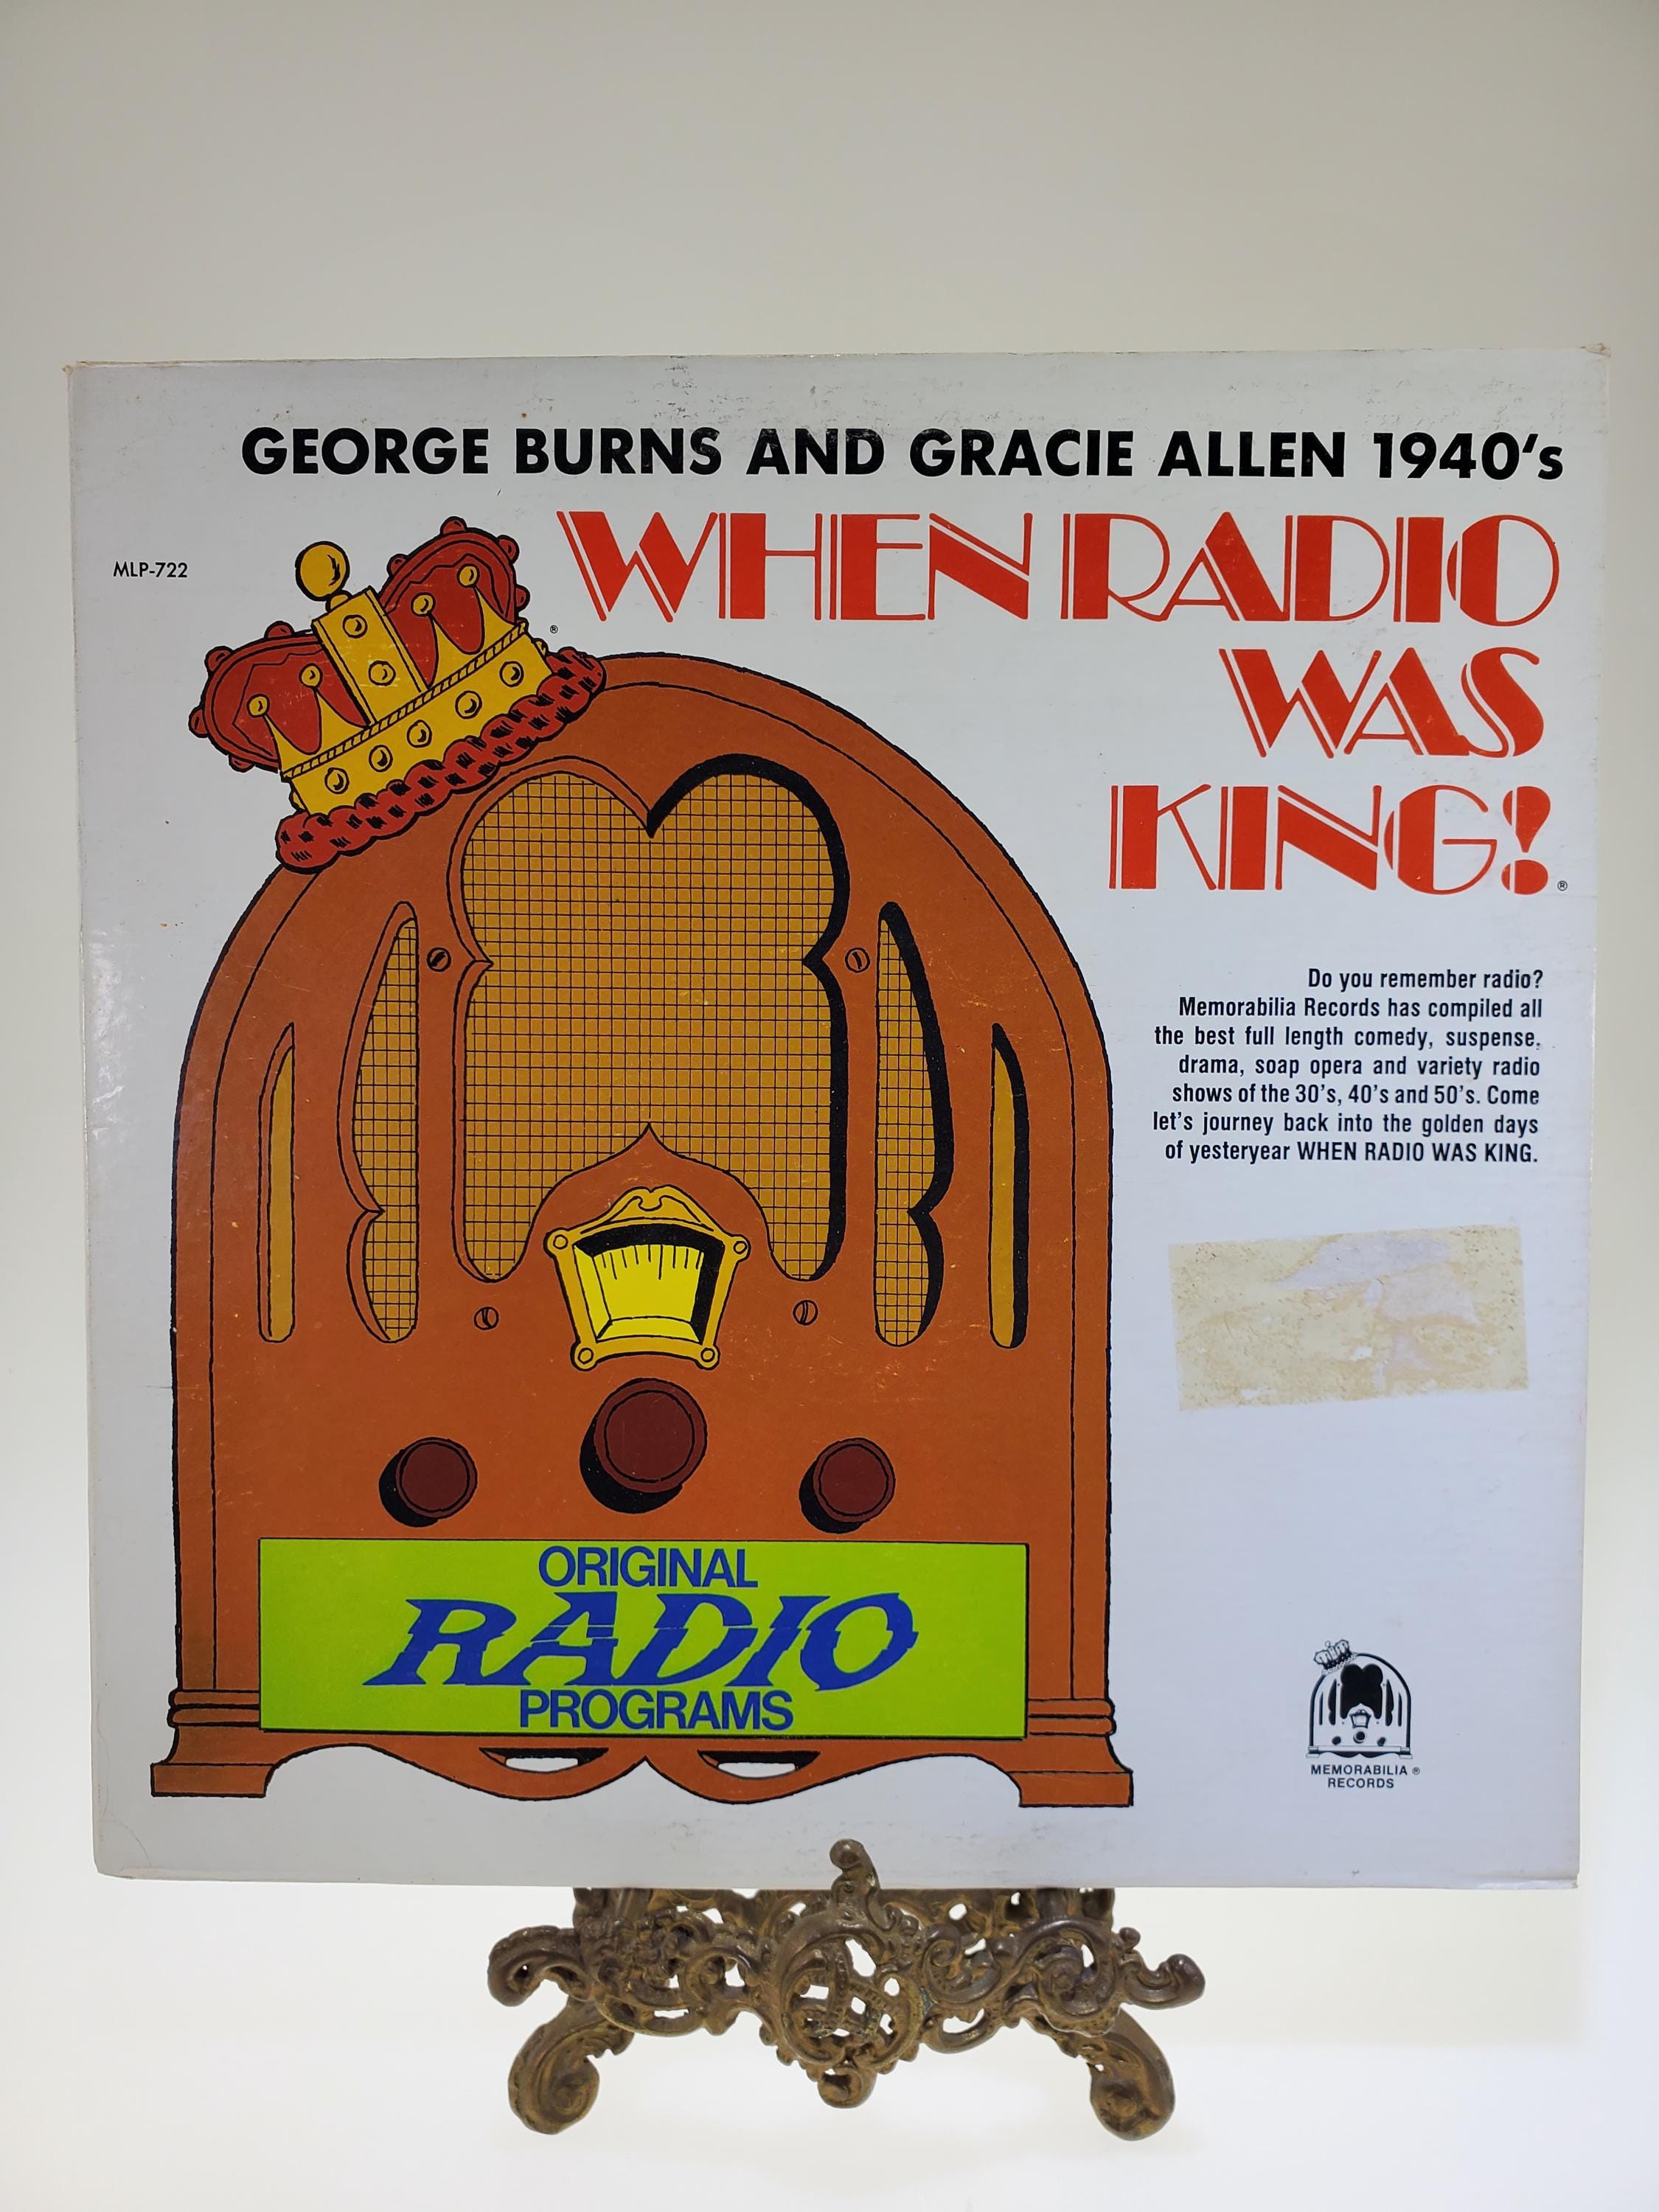 GEORGE BURNS AND GRACIE ALLEN 1940's
MLP-722
WHEN RADIO
WAS
KING!®
®
Do you remember radio?
Memorabilia Records has compiled all
the best full length comedy, suspense,
drama, soap opera and variety radio
shows of the 30's, 40's and 50's. Come
let's journey back into the golden days
of yesteryear WHEN RADIO WAS KING.
ORIGINAL
RADIO
PROGRAMS
MEMORABILIA ®
RECORDS